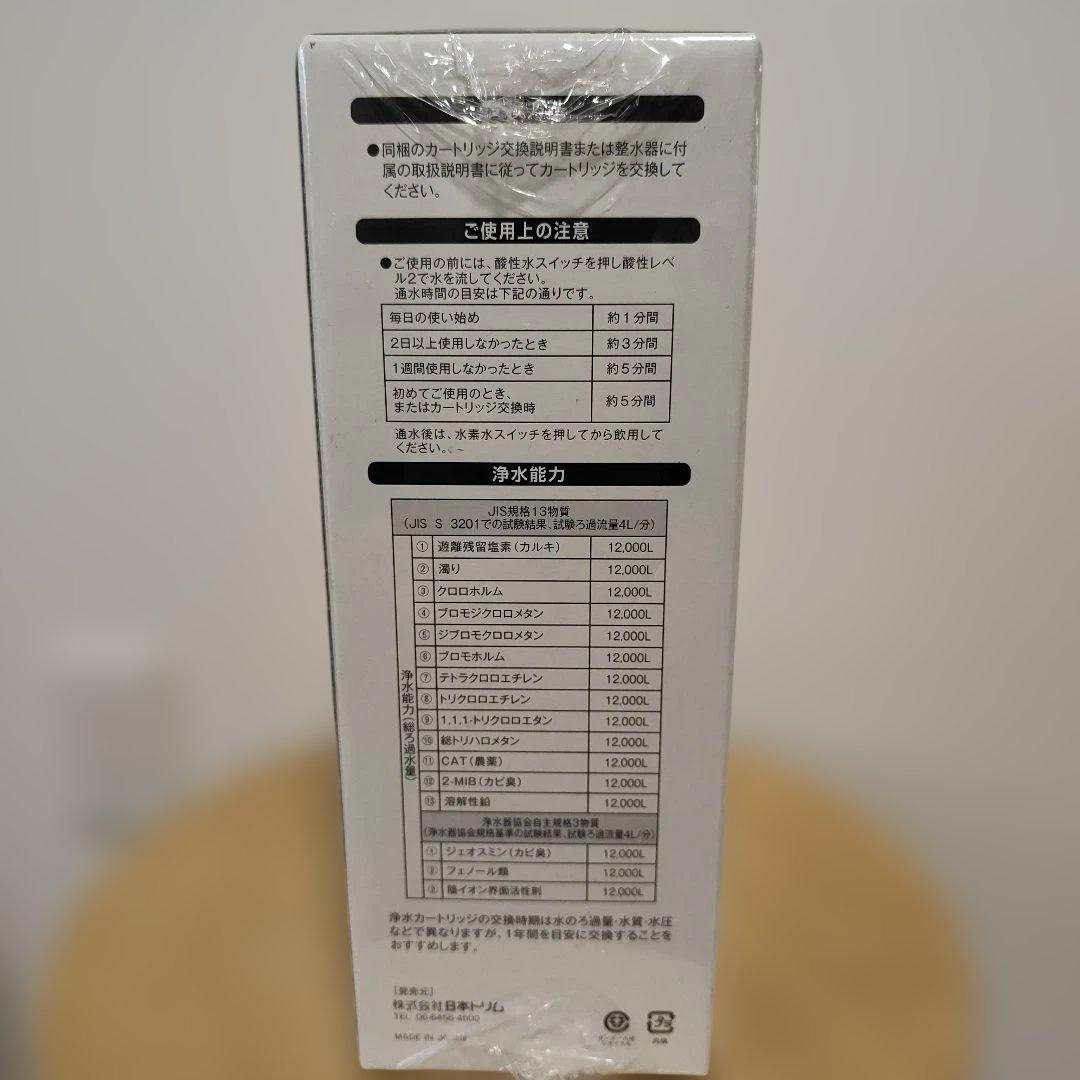 ●同梱のカートリッジ交換説明書または整水器に付
属の取扱説明書に従ってカートリッジを交換して
ください。
ご使用上の注意
●ご使用の前には、酸性水スイッチを押し酸性レベ
ル2で水を流してください。
通水時間の目安は下記の通りです。
毎日の使い始め 約1分間
2日以上使用しなかったとき 約3分間
1週間使用しなかったとき 約5分間
初めてご使用のとき、
またはカートリッジ交換時 約5分間
通水後は、水素水スイッチを押してから飲用して
ください。
浄水能力
JIS規格13物質
(JIS S 3201での試験結果、試験ろ過流量4L/分)
浄水能力(総ろ過水量)
① 遊離残留塩素(カルキ) 12,000L
② 濁り 12,000L
③ クロロホルム 12,000L
④ ブロモジクロロメタン 12,000L
⑤ ジブロモクロロメタン 12,000L
⑥ ブロモホルム 12,000L
⑦ テトラクロロエチレン 12,000L
⑧ トリクロロエチレン 12,000L
⑨ 1,1,1-トリクロロエタン 12,000L
⑩ 総トリハロメタン 12,000L
⑪ CAT(農薬) 12,000L
⑫ 2-MIB(カビ臭) 12,000L
⑬ 溶解性鉛 12,000L
浄水器協会自主規格3物質
(浄水器協会規格基準の試験結果、試験ろ過流量4L/分)
① ジェオスミン(カビ臭) 12,000L
② フェノール類 12,000L
③ 陰イオン界面活性剤 12,000L
浄水カートリッジの交換時期は水のろ過量・水質・水圧
などで異なりますが、1年間を目安に交換することを
おすすめします。
[発売元]
株式会社日本トリム
TEL 06-6456-4600
MADE IN
プラ